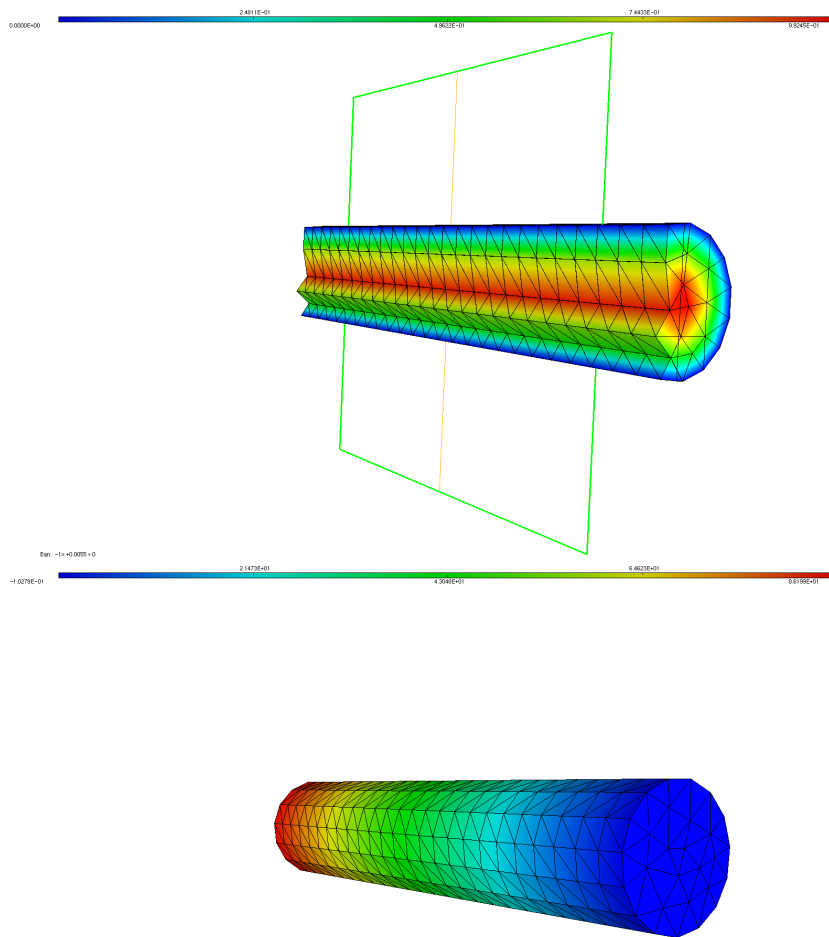 2.4811E-01 7.4433E-01
0.0000E+00 4.9622E-01 9.9245E-01
Eqn: -1x +0.0055 = 0
2.1473E+01 6.4623E+01
-1.0279E-01 4.3048E+01 8.6199E+01